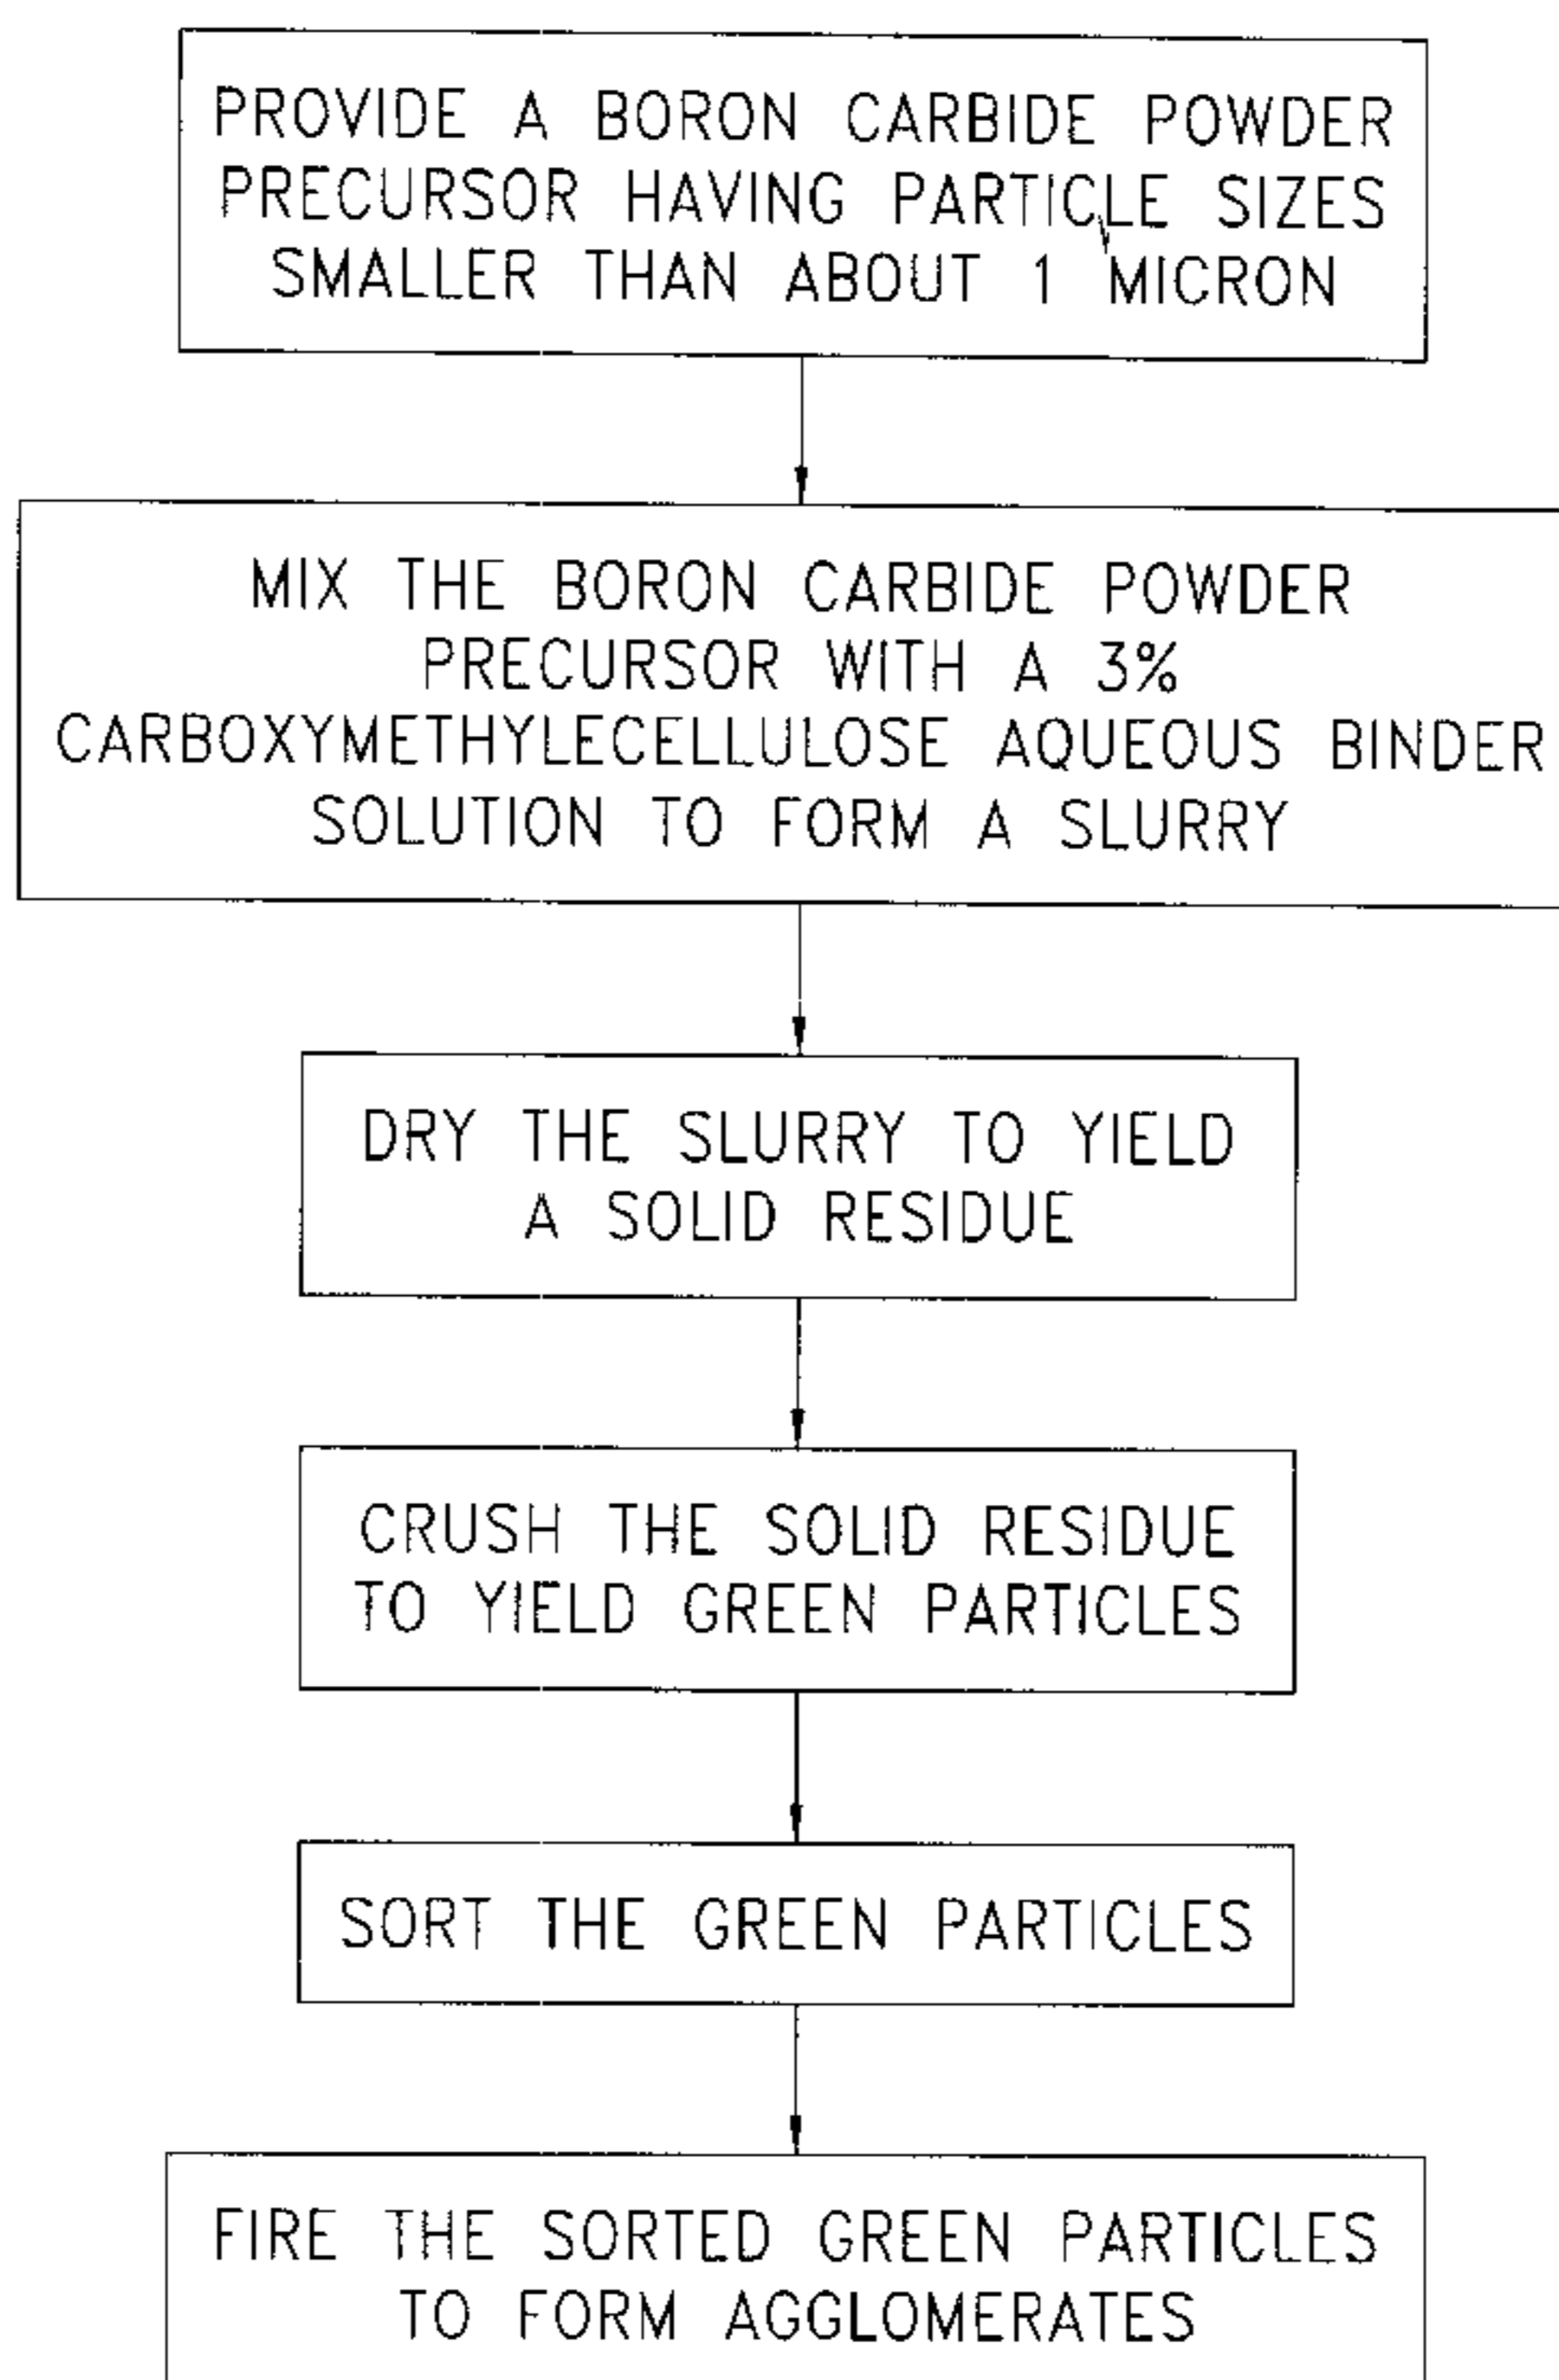 PROVIDE A BORON CARBIDE POWDER
PRECURSOR HAVING PARTICLE SIZES
SMALLER THAN ABOUT 1 MICRON
MIX THE BORON CARBIDE POWDER
PRECURSOR WITH A 3%
CARBOXYMETHYLECELLULOSE AQUEOUS BINDER
SOLUTION TO FORM A SLURRY
DRY THE SLURRY TO YIELD
A SOLID RESIDUE
CRUSH THE SOLID RESIDUE
TO YIELD GREEN PARTICLES
SORT THE GREEN PARTICLES
FIRE THE SORTED GREEN PARTICLES
TO FORM AGGLOMERATES